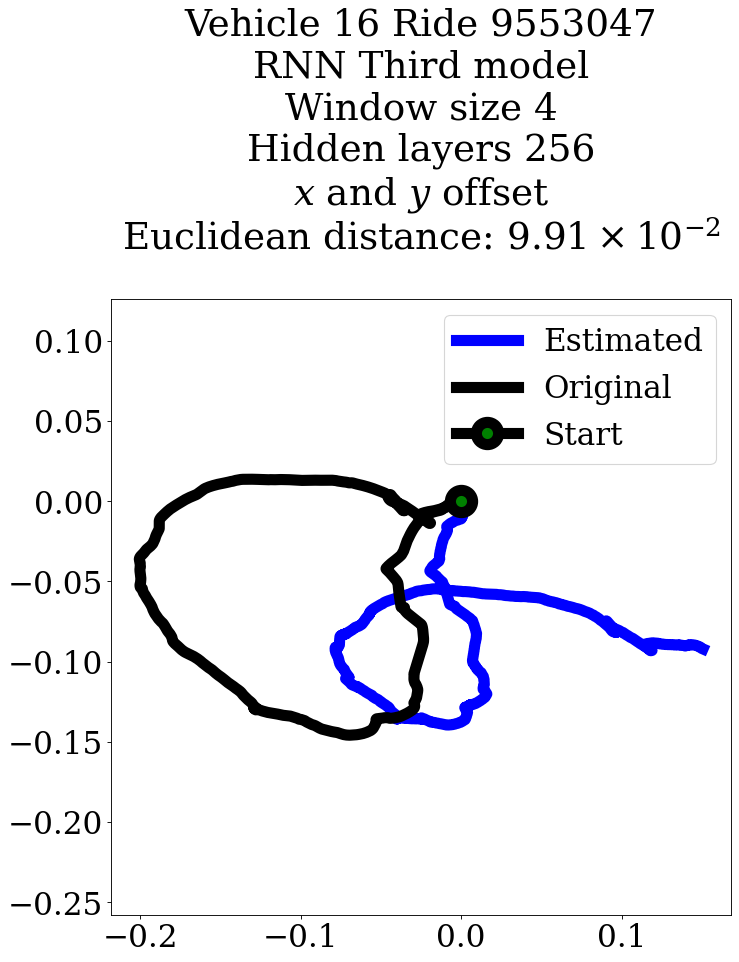 Vehicle 16 Ride 9553047
RNN Third model
Window size 4
Hidden layers 256
x and y offset
Euclidean distance: 9.91 × 10⁻²
Estimated
Original
Start
0.10
0.05
0.00
−0.05
−0.10
−0.15
−0.20
−0.25
−0.2
−0.1
0.0
0.1